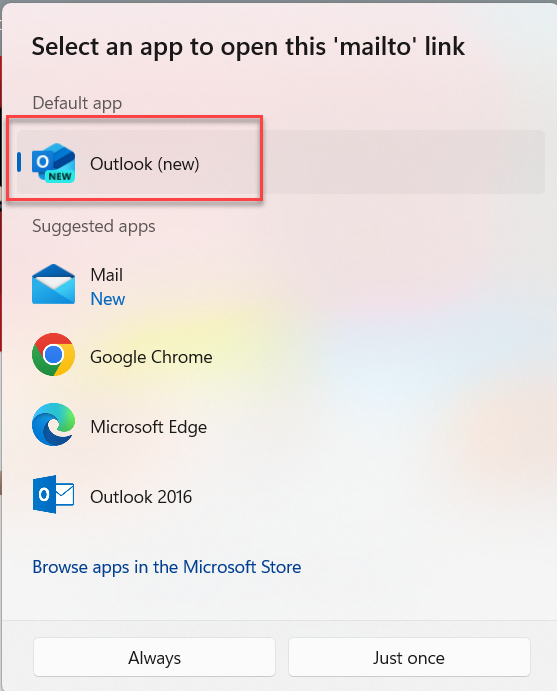 Select an app to open this 'mailto' link
Default app
O
NEW
Outlook (new)
Suggested apps
Mail
New
Google Chrome
Microsoft Edge
O
Outlook 2016
Browse apps in the Microsoft Store
Always
Just once